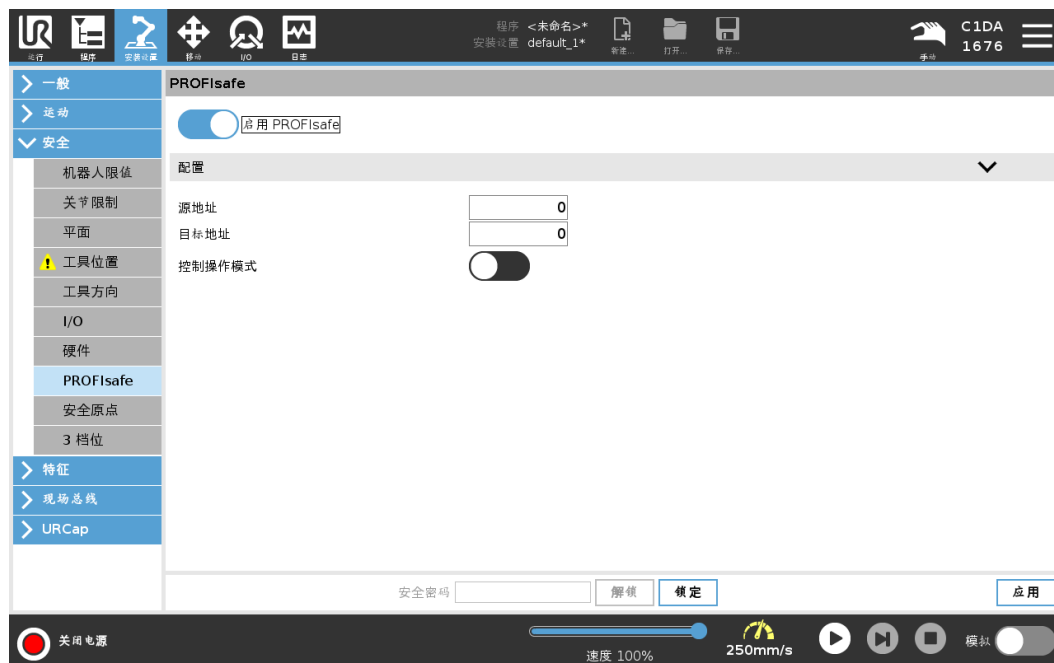 运行 程序 安装设置 移动 I/O 日志
程序 <未命名>*
安装设置 default_1*
新建... 打开... 保存...
手动
C1DA
1676
一般
运动
安全
机器人限值
关节限制
平面
工具位置
工具方向
I/O
硬件
PROFIsafe
安全原点
3 档位
特征
现场总线
URCap
PROFIsafe
启用 PROFIsafe
配置
源地址 0
目标地址 0
控制操作模式
安全密码 解锁 锁定 应用
关闭电源
速度 100%
250mm/s
模拟